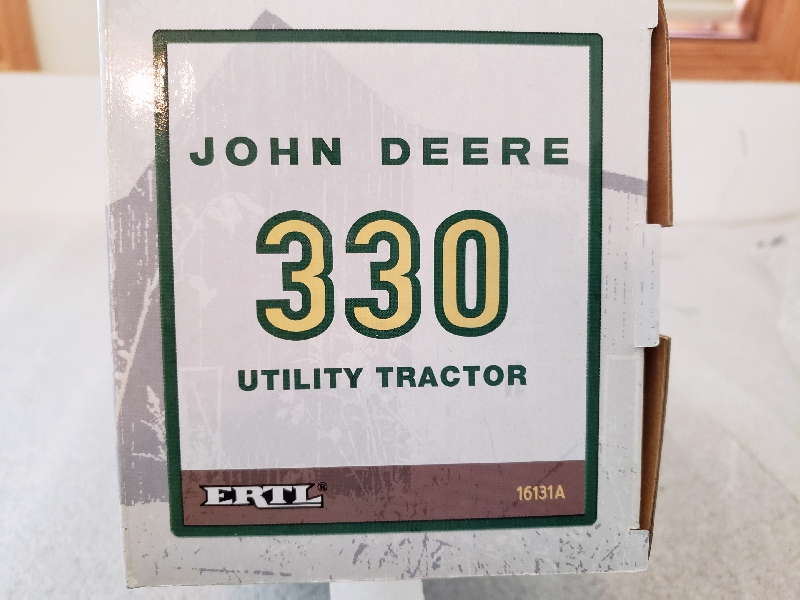 JOHN DEERE
330
UTILITY TRACTOR
ERTL® 16131A